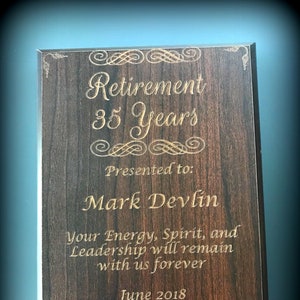 Retirement
35 Years
Presented to:
Mark Devlin
Your Energy, Spirit, and
Leadership will remain
with us forever
June 2018